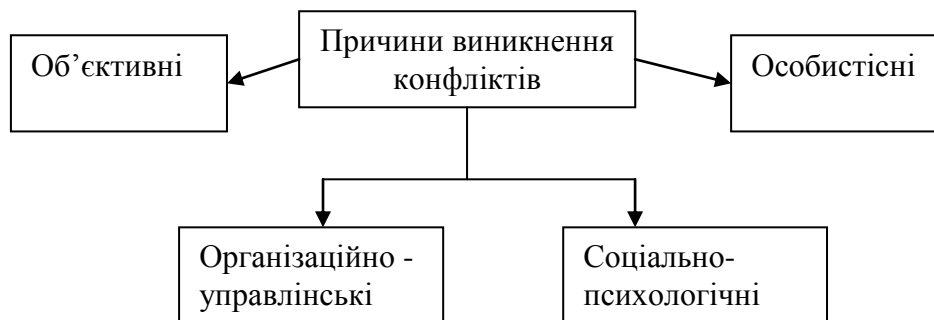 Причини виникнення
конфліктів
Об’єктивні
Особистісні
Організаційно -
управлінські
Соціально-
психологічні